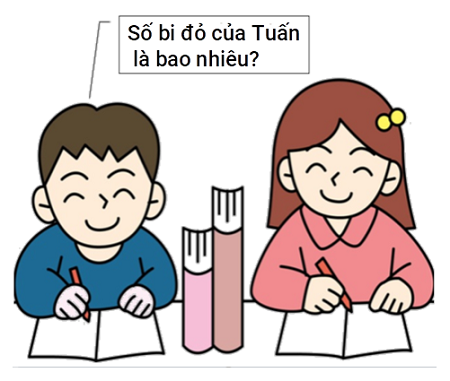 Số bi đỏ của Tuấn
là bao nhiêu?